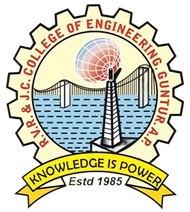 R.V.R. & J.C. COLLEGE OF ENGINEERING, GUNTUR A.P.
KNOWLEDGE IS POWER
Estd 1985